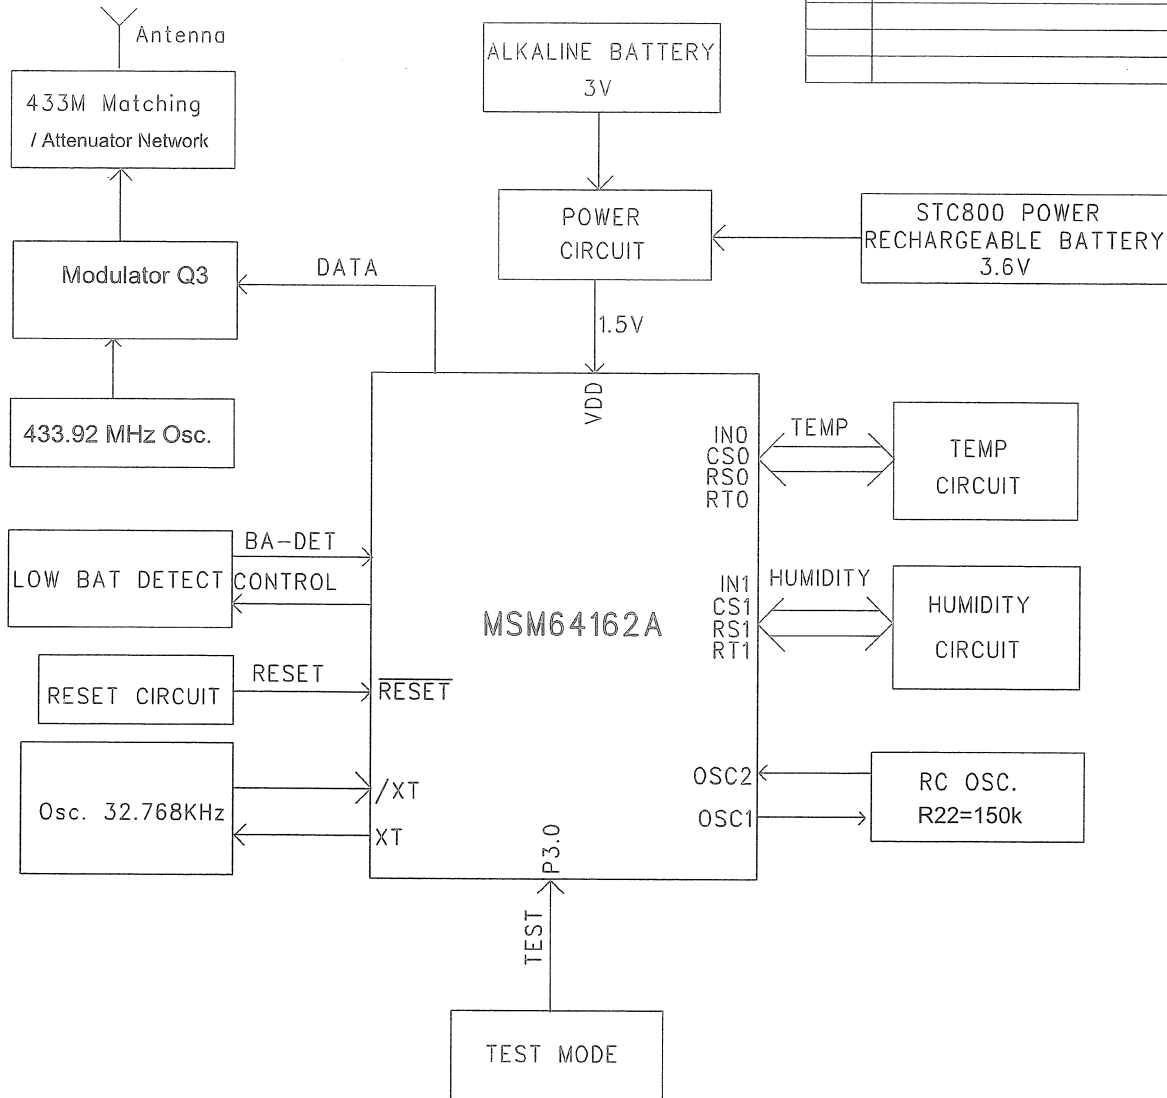 Antenna
433M Matching
/ Attenuator Network
Modulator Q3
433.92 MHz Osc.
DATA
ALKALINE BATTERY
3V
POWER
CIRCUIT
STC800 POWER
RECHARGEABLE BATTERY
3.6V
1.5V
VDD
LOW BAT DETECT
BA-DET
CONTROL
RESET CIRCUIT
RESET
RESET
Osc. 32.768KHz
/XT
XT
MSM64162A
IN0
CS0
RS0
RT0
TEMP
TEMP
CIRCUIT
IN1
CS1
RS1
RT1
HUMIDITY
HUMIDITY
CIRCUIT
OSC2
OSC1
RC OSC.
R22=150k
P3.0
TEST
TEST MODE